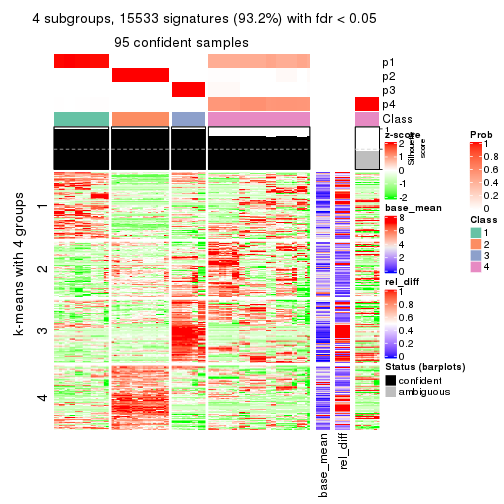 4 subgroups, 15533 signatures (93.2%) with fdr < 0.05
95 confident samples
p1
p2
p3
p4
Class
1
Silhouette
score
z-score
2
1
0
-1
-2
base_mean
8
6
4
2
0
rel_diff
1
0.8
0.6
0.4
0.2
0
Status (barplots)
confident
ambiguous
Prob
1
0.8
0.6
0.4
0.2
0
Class
1
2
3
4
k-means with 4 groups
1
2
3
4
base_mean
rel_diff